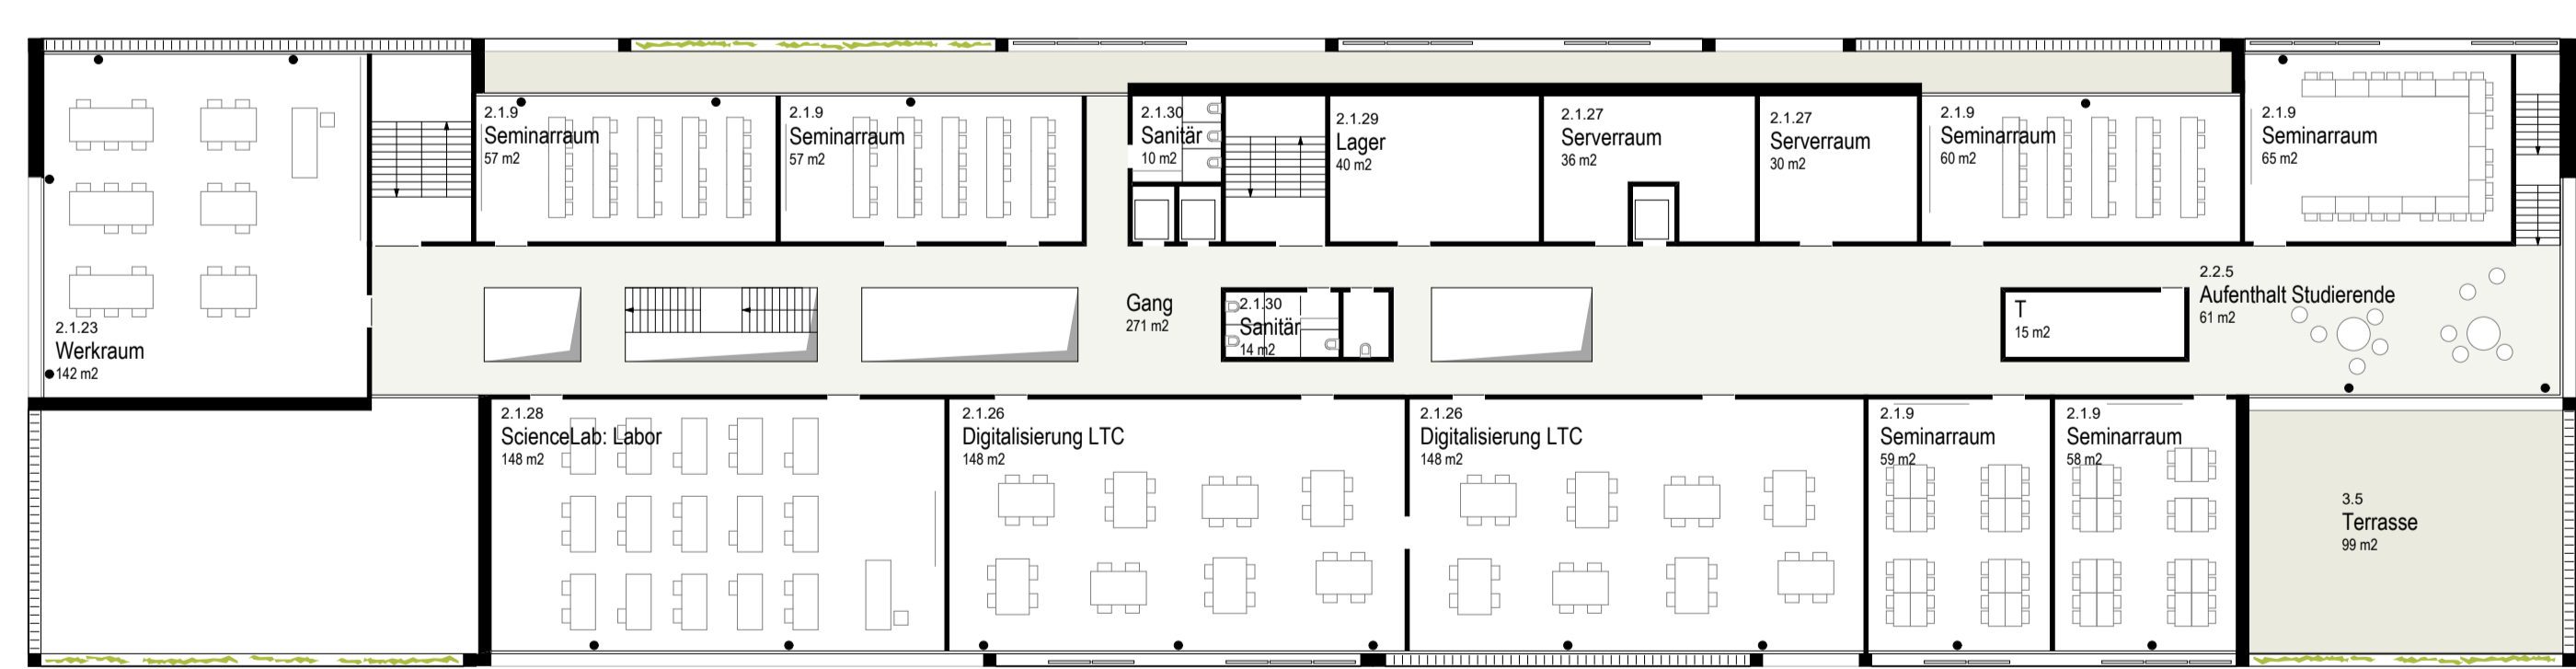 2.1.9
Seminarraum
57 m2
2.1.9
Seminarraum
57 m2
2.1.30
Sanitär
10 m2
2.1.29
Lager
40 m2
2.1.27
Serverraum
36 m2
2.1.27
Serverraum
30 m2
2.1.9
Seminarraum
60 m2
2.1.9
Seminarraum
65 m2
2.1.23
Werkraum
142 m2
Gang
271 m2
2.1.30
Sanitär
14 m2
T
15 m2
2.2.5
Aufenthalt Studierende
61 m2
2.1.28
ScienceLab: Labor
148 m2
2.1.26
Digitalisierung LTC
148 m2
2.1.26
Digitalisierung LTC
148 m2
2.1.9
Seminarraum
59 m2
2.1.9
Seminarraum
58 m2
3.5
Terrasse
99 m2